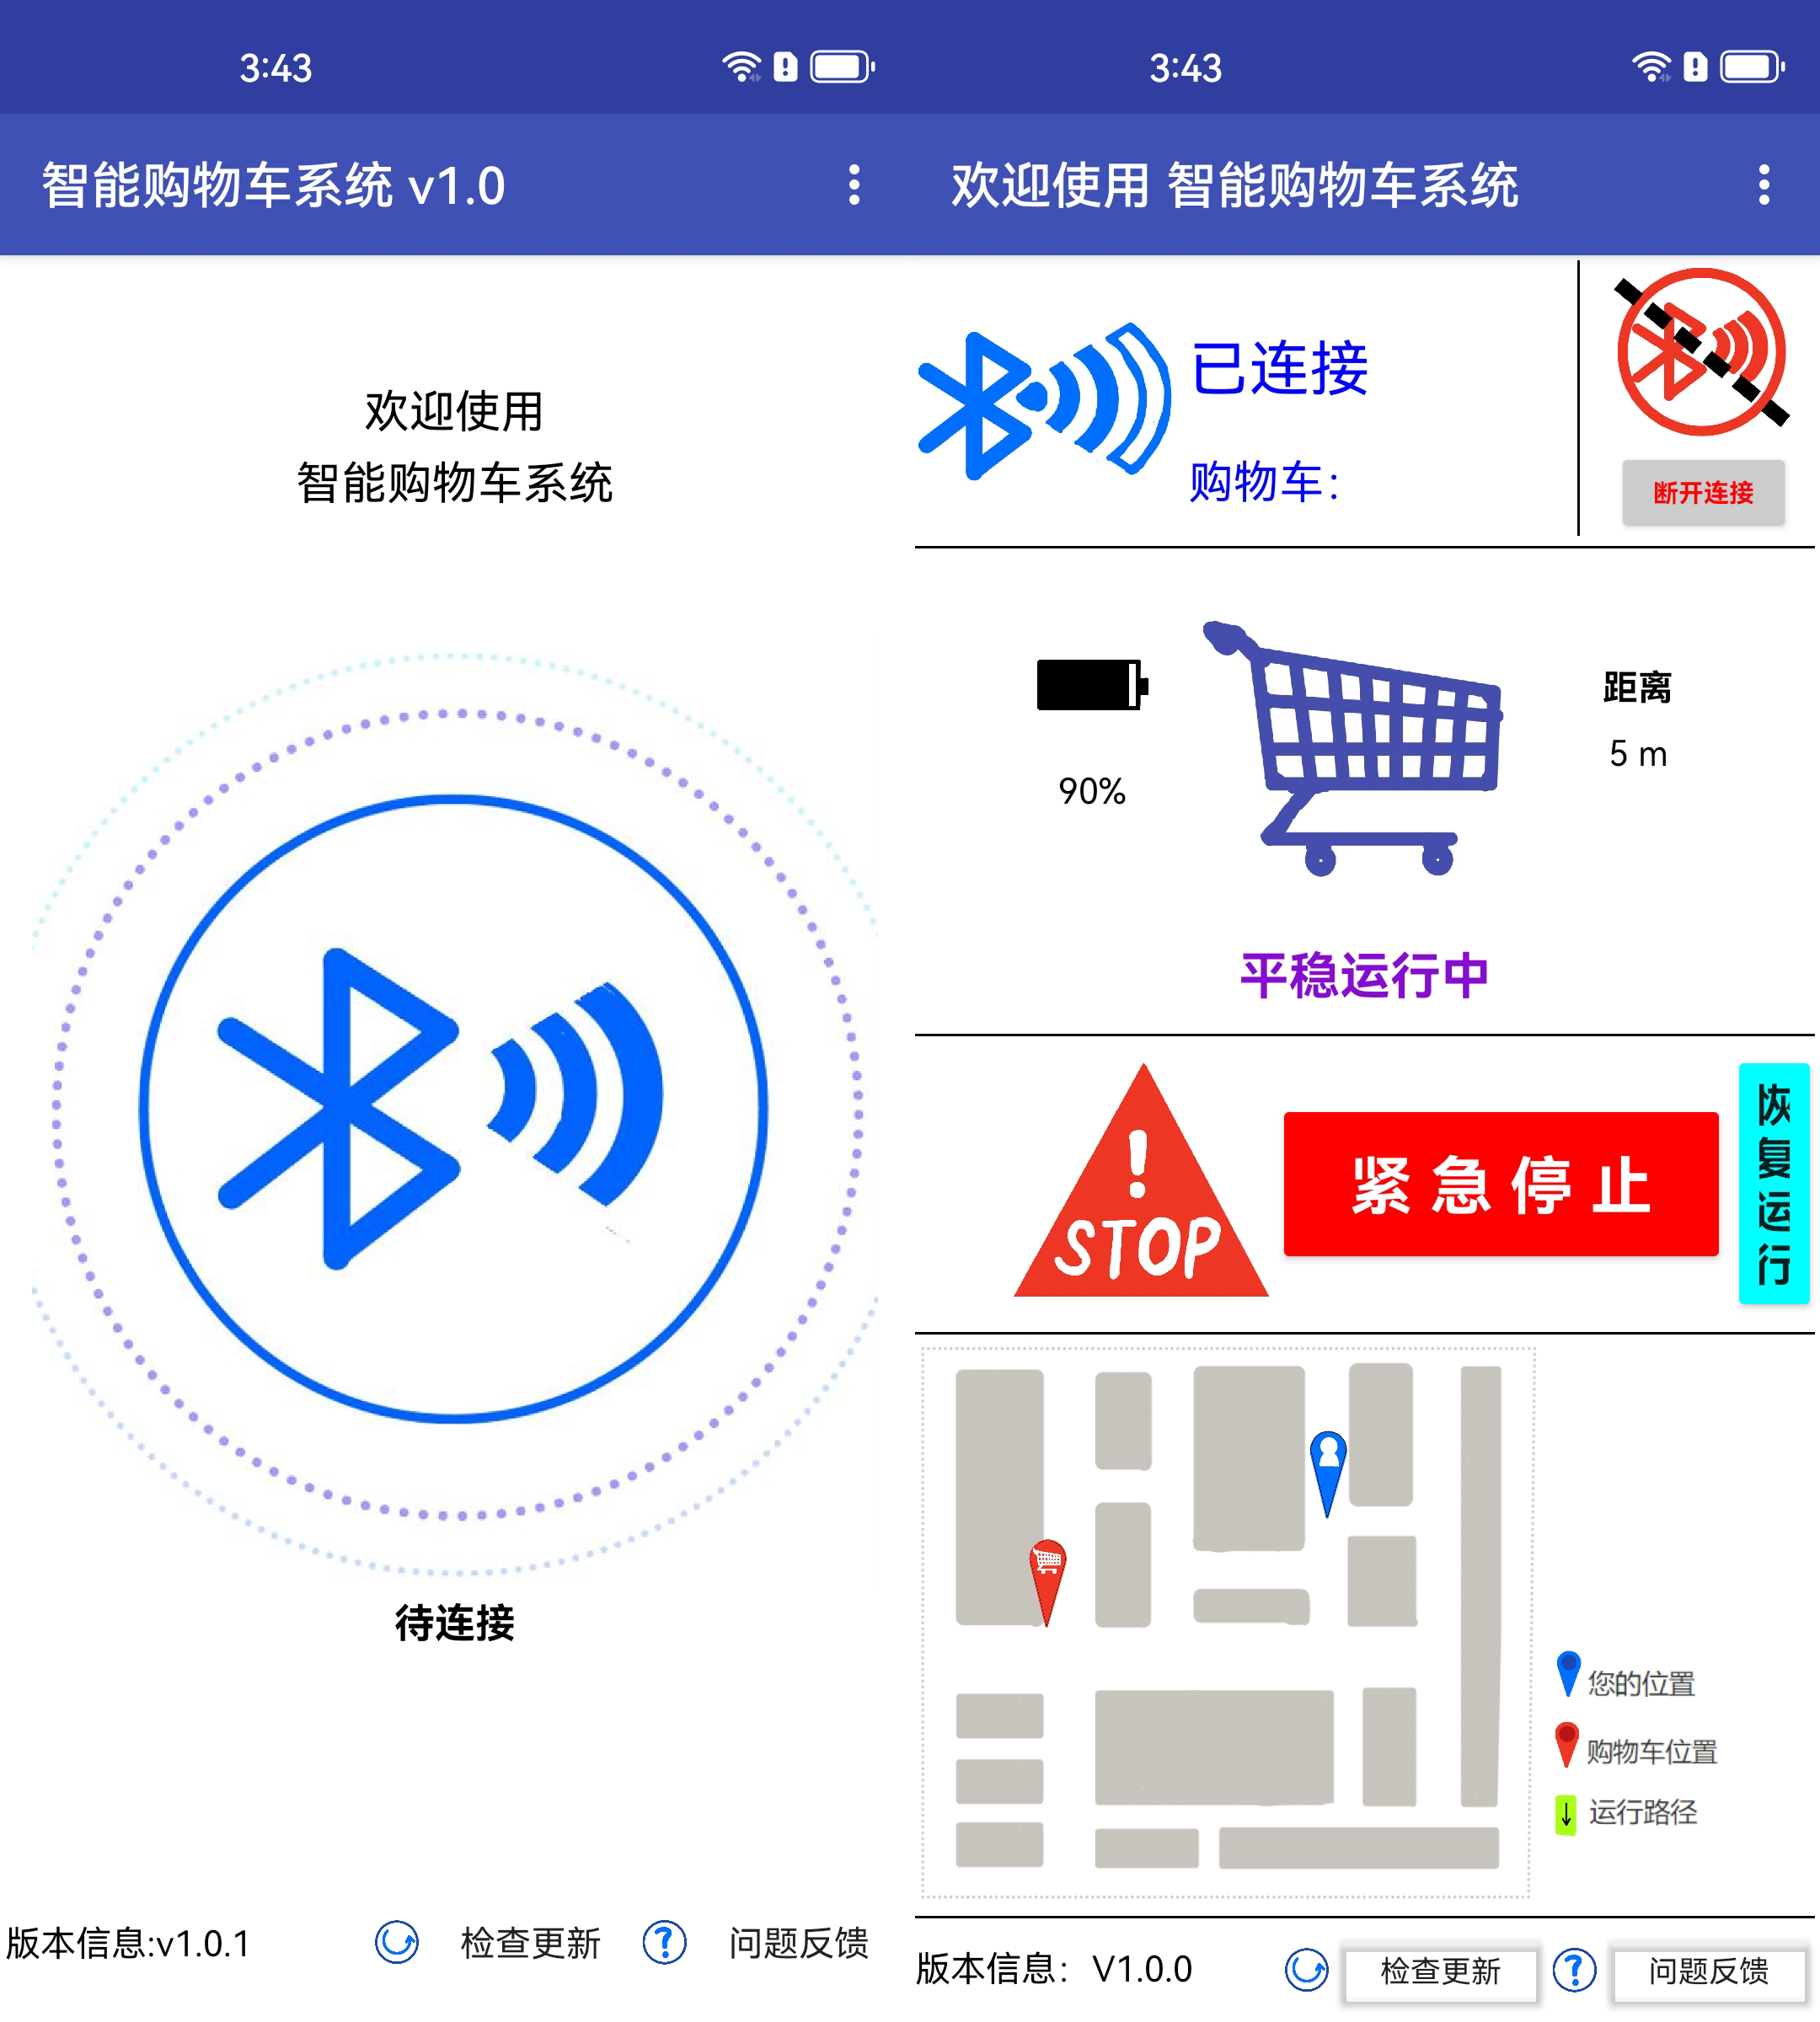 3:43
智能购物车系统 v1.0
欢迎使用
智能购物车系统
待连接
版本信息:v1.0.1
检查更新
问题反馈
3:43
欢迎使用 智能购物车系统
已连接
购物车：
断开连接
90%
距离
5 m
平稳运行中
!
STOP
紧急停止
恢复运行
您的位置
购物车位置
运行路径
版本信息： V1.0.0
检查更新
问题反馈